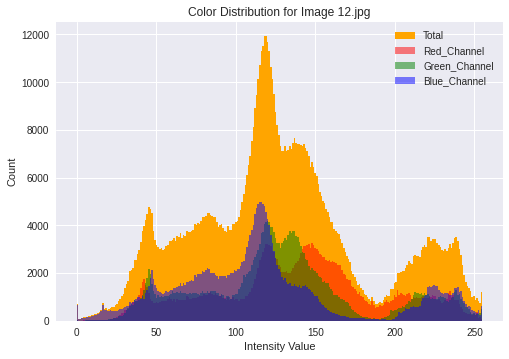 Color Distribution for Image 12.jpg
Total
Red_Channel
Green_Channel
Blue_Channel
12000
10000
8000
6000
4000
2000
0
Count
0 50 100 150 200 250
Intensity Value